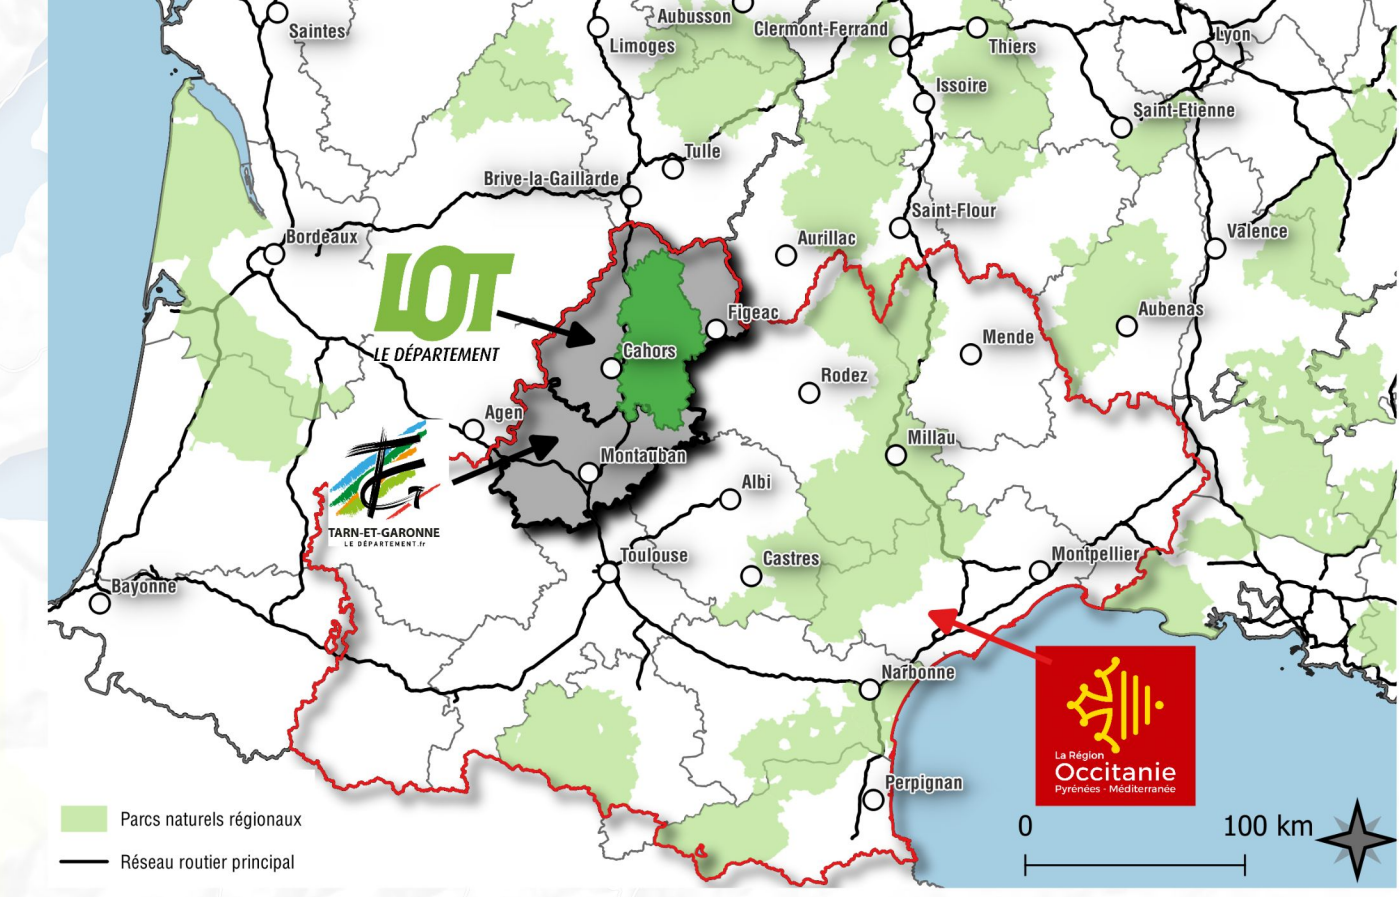 Saintes
Aubusson
Clermont-Ferrand
Limoges
Thiers
Lyon
Issoire
Saint-Etienne
Tulle
Brive-la-Gaillarde
Saint-Flour
Bordeaux
Aurillac
Valence
LOT
LE DÉPARTEMENT
Figeac
Aubenas
Mende
Cahors
Rodez
Agen
Millau
Montauban
Albi
TARN-ET-GARONNE
LE DÉPARTEMENT.fr
Toulouse
Castres
Montpellier
Bayonne
Narbonne
La Région
Occitanie
Pyrénées - Méditerranée
Perpignan
Parcs naturels régionaux
Réseau routier principal
0
100 km